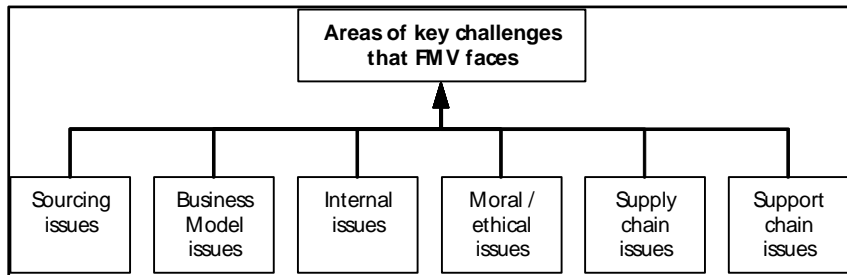 Areas of key challenges
that FMV faces
Sourcing
issues
Business
Model
issues
Internal
issues
Moral /
ethical
issues
Supply
chain
issues
Support
chain
issues